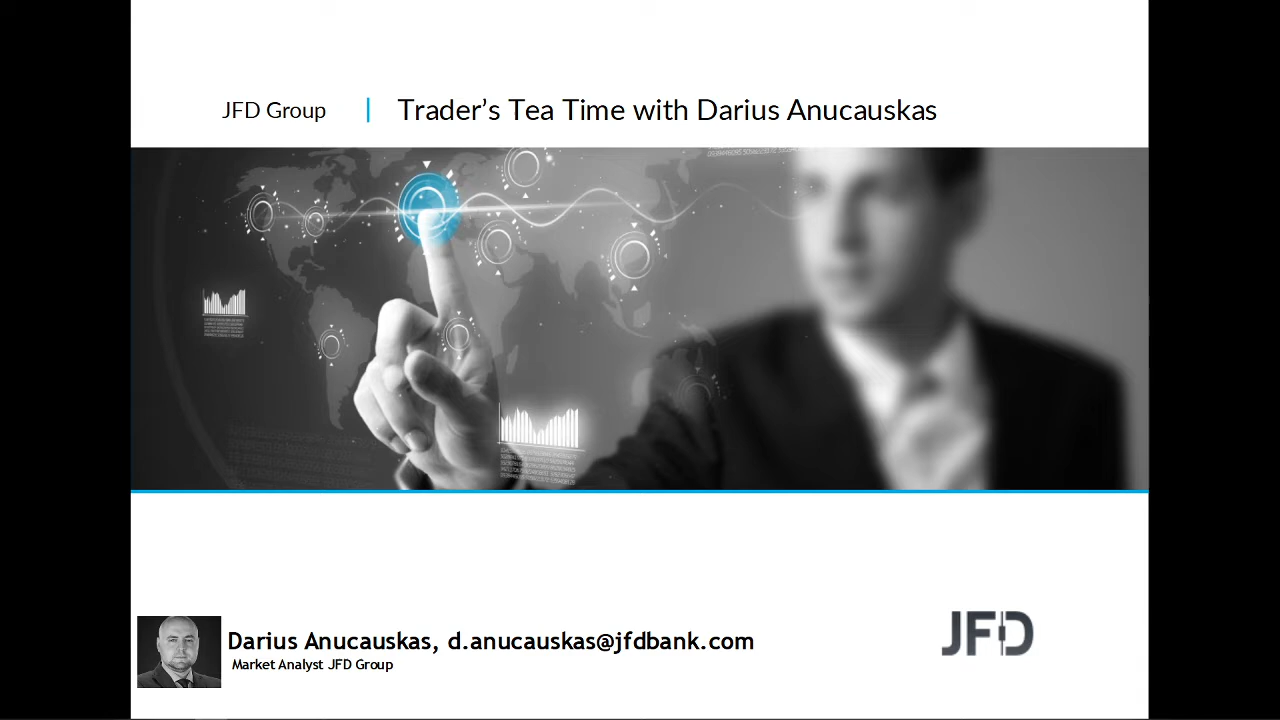 JFD Group | Trader's Tea Time with Darius Anucauskas
Darius Anucauskas, d.anucauskas@jfdbank.com
Market Analyst JFD Group
JFD